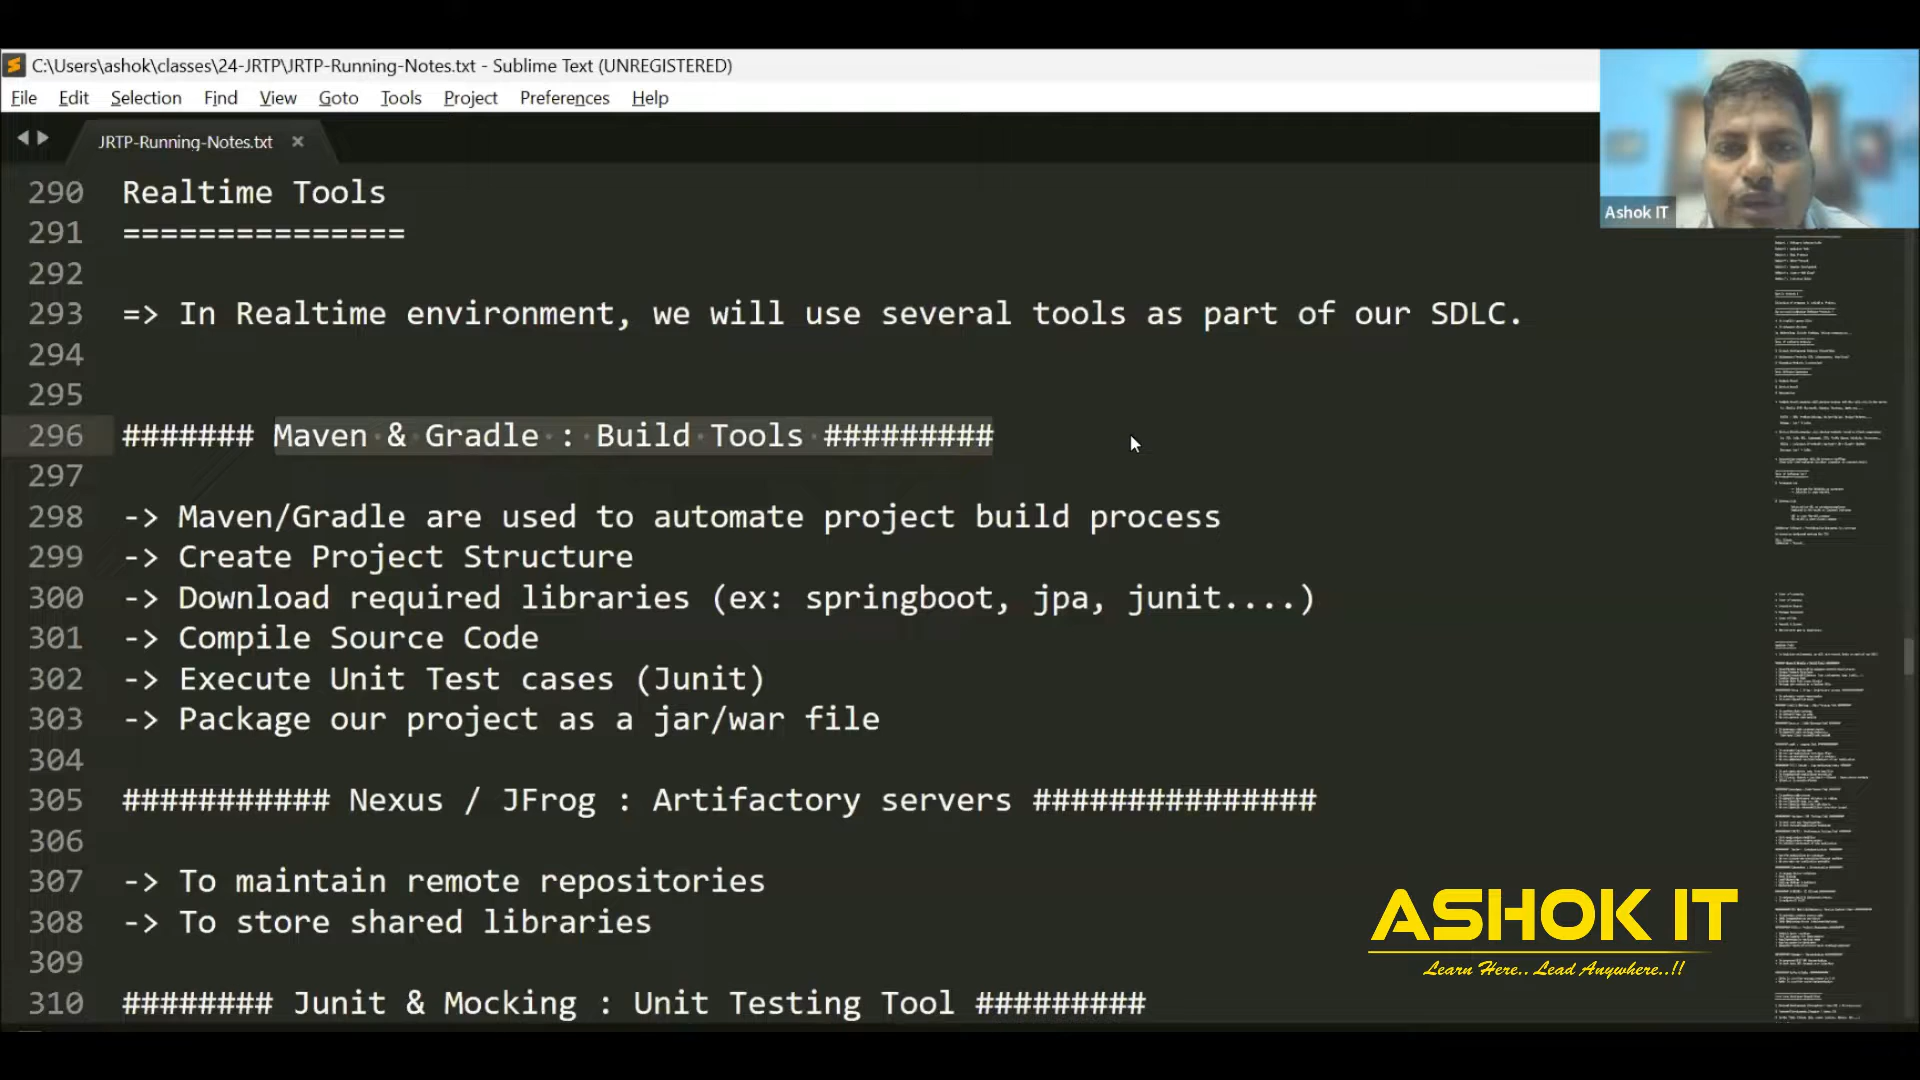 C:\Users\ashok\classes\24-JRTP\JRTP-Running-Notes.txt - Sublime Text (UNREGISTERED)
File Edit Selection Find View Goto Tools Project Preferences Help
JRTP-Running-Notes.txt
Ashok IT
290 Realtime Tools
291 ===============
292
293 => In Realtime environment, we will use several tools as part of our SDLC.
294
295
296 ####### Maven & Gradle : Build Tools #########
297
298 -> Maven/Gradle are used to automate project build process
299 -> Create Project Structure
300 -> Download required libraries (ex: springboot, jpa, junit....)
301 -> Compile Source Code
302 -> Execute Unit Test cases (Junit)
303 -> Package our project as a jar/war file
304
305 ########### Nexus / JFrog : Artifactory servers ###############
306
307 -> To maintain remote repositories
308 -> To store shared libraries
309
310 ######## Junit & Mocking : Unit Testing Tool #########
ASHOK IT
Learn Here.. Lead Anywhere..!!